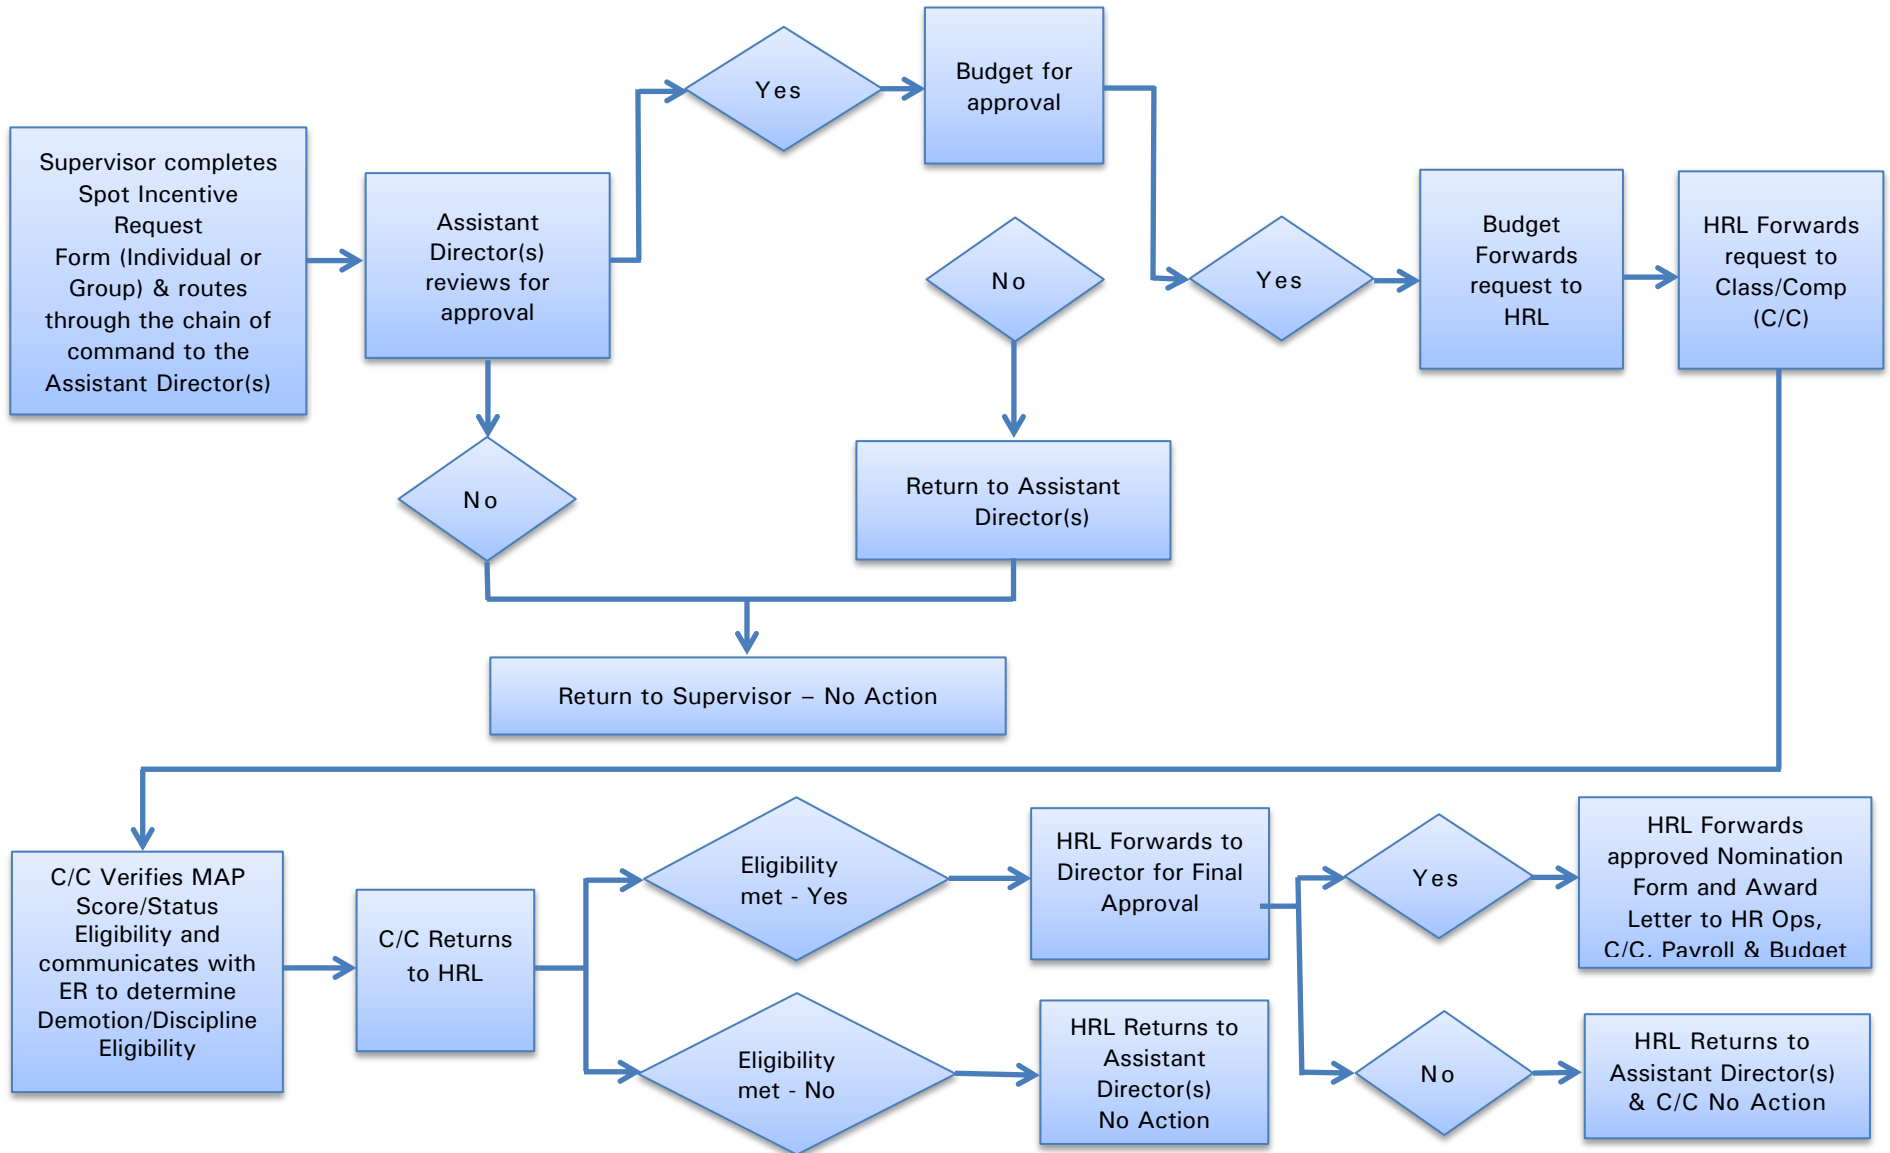 Supervisor completes
Spot Incentive
Request
Form (Individual or
Group) & routes
through the chain of
command to the
Assistant Director(s)
Assistant
Director(s)
reviews for
approval
Yes
Budget for
approval
No
Return to Assistant
Director(s)
No
Return to Supervisor – No Action
Yes
Budget
Forwards
request to
HRL
HRL Forwards
request to
Class/Comp
(C/C)
C/C Verifies MAP
Score/Status
Eligibility and
communicates with
ER to determine
Demotion/Discipline
Eligibility
C/C Returns
to HRL
Eligibility
met - Yes
HRL Forwards to
Director for Final
Approval
Yes
HRL Forwards
approved Nomination
Form and Award
Letter to HR Ops,
C/C, Payroll & Budget
Eligibility
met - No
HRL Returns to
Assistant
Director(s)
No Action
No
HRL Returns to
Assistant Director(s)
& C/C No Action